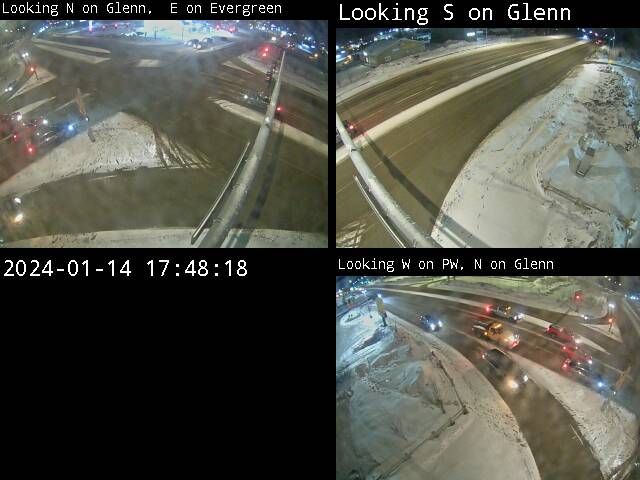 Looking N on Glenn, E on Evergreen
Looking S on Glenn
2024-01-14 17:48:18
Looking W on PW, N on Glenn